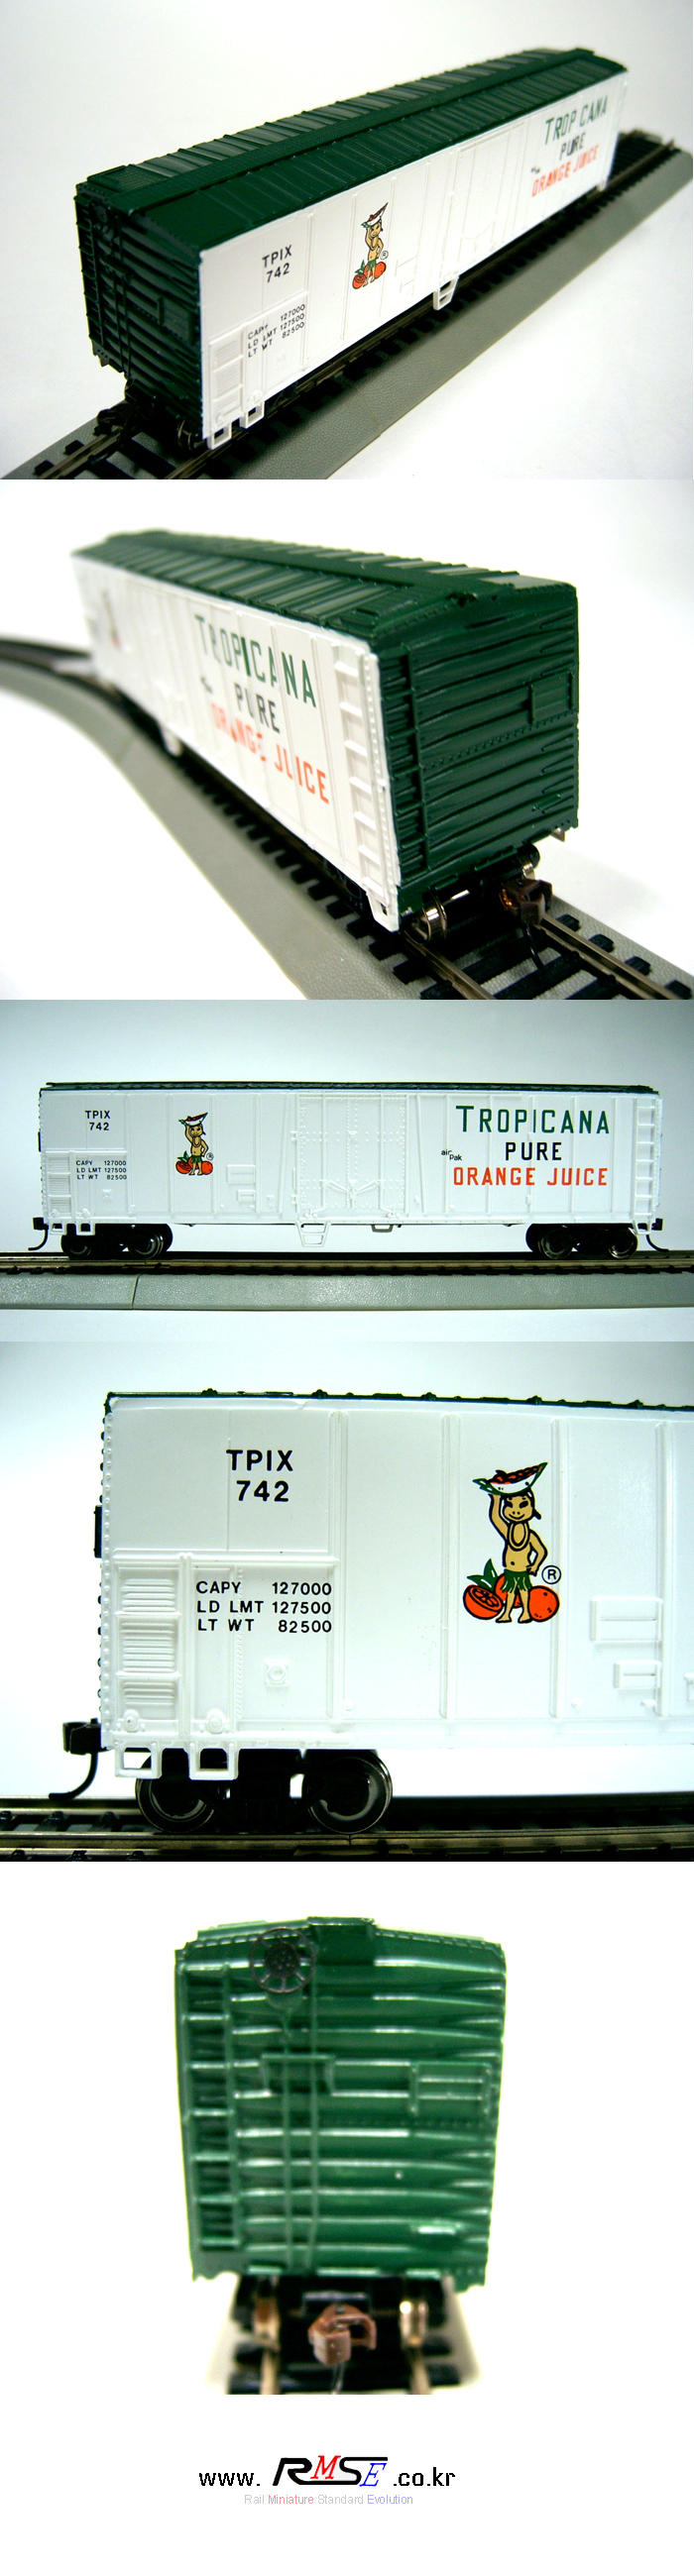 TROPICANA
PURE
ORANGE JUICE
TPIX
742
CAPY 127000
LD LMT 127500
LT WT 82500
TROPICANA
PURE
ORANGE JUICE
TPIX
742
CAPY 127000
LD LMT 127500
LT WT 82500
®
TROPICANA
air
Pak
PURE
ORANGE JUICE
TPIX
742
CAPY 127000
LD LMT 127500
LT WT 82500
®
www.RMSE.co.kr
Rail Miniature Standard Evolution